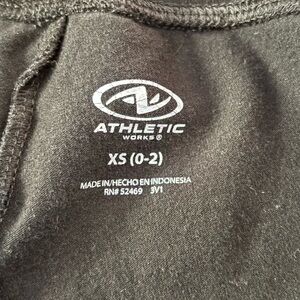 ATHLETIC
WORKS®
XS (0-2)
MADE IN/HECHO EN INDONESIA
RN# 52469 3V1